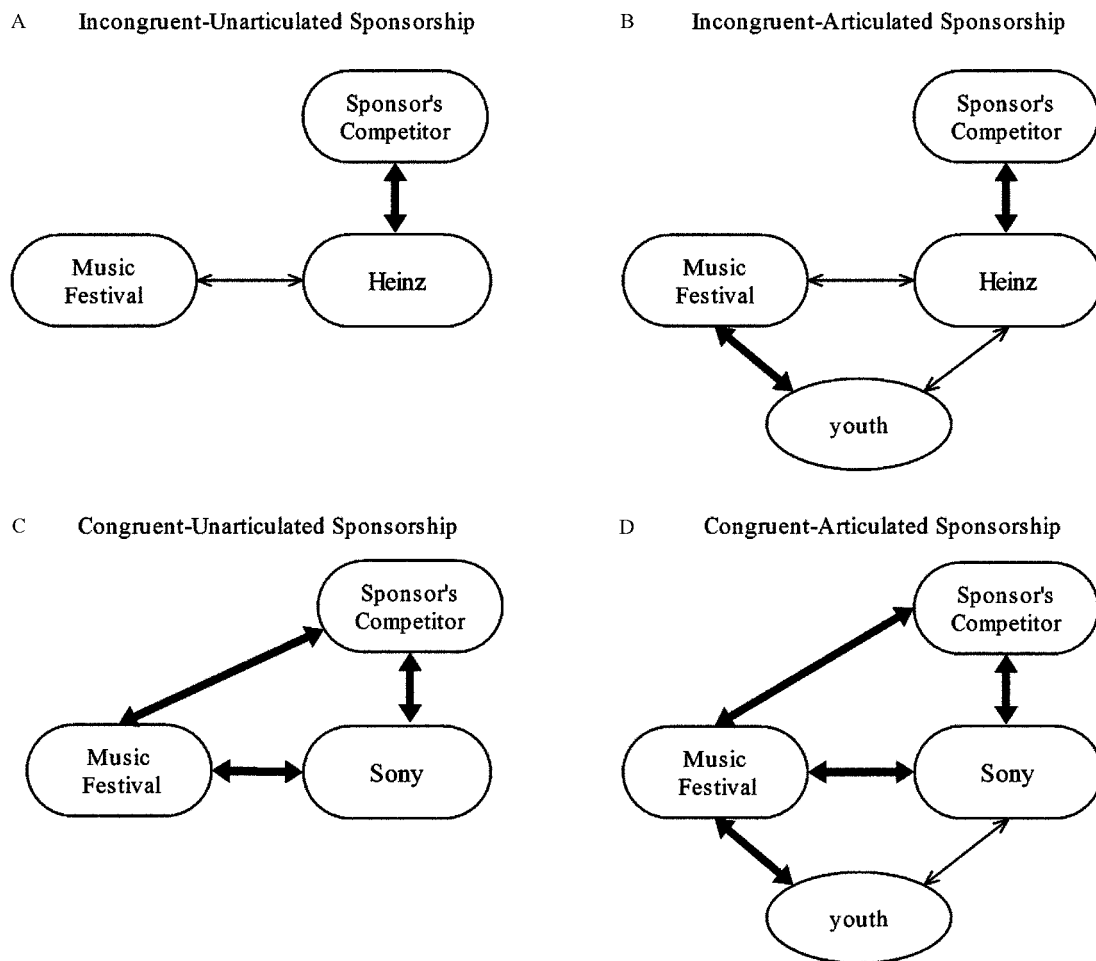 A Incongruent-Unarticulated Sponsorship
Sponsor's
Competitor
Music
Festival
Heinz
B Incongruent-Articulated Sponsorship
Sponsor's
Competitor
Music
Festival
Heinz
youth
C Congruent-Unarticulated Sponsorship
Sponsor's
Competitor
Music
Festival
Sony
D Congruent-Articulated Sponsorship
Sponsor's
Competitor
Music
Festival
Sony
youth